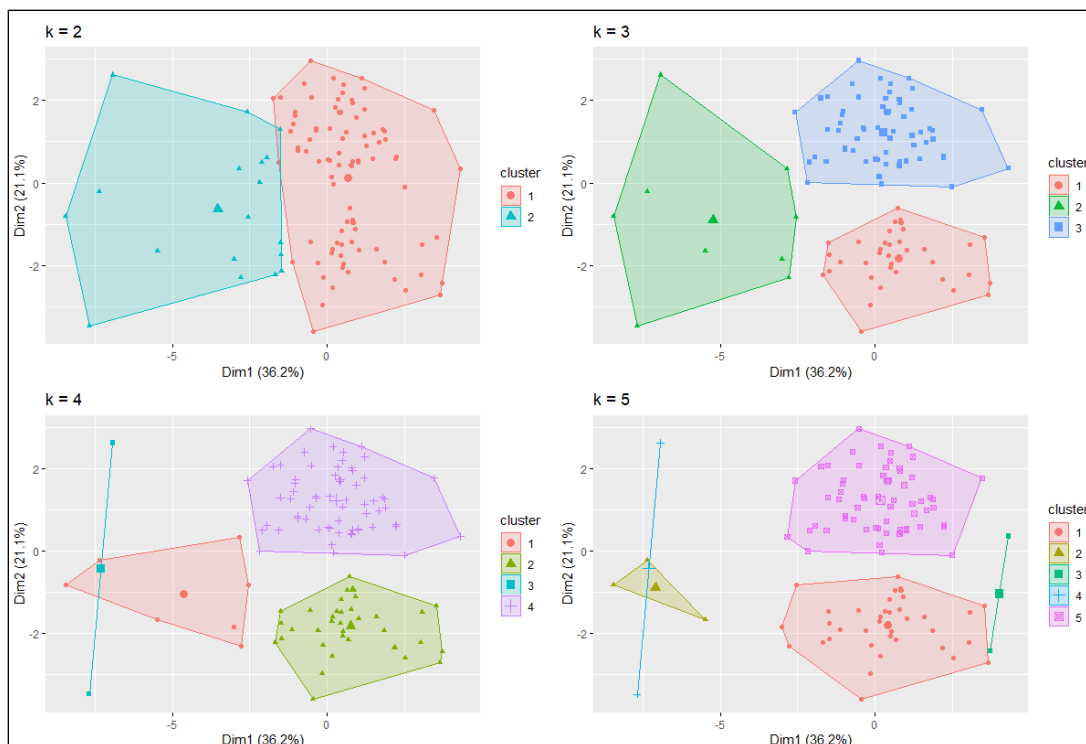 k = 2
2
0
-2
Dim2 (21.1%)
-5
0
Dim1 (36.2%)
cluster
1
2
k = 3
2
0
-2
Dim2 (21.1%)
-5
0
Dim1 (36.2%)
cluster
1
2
3
k = 4
2
0
-2
Dim2 (21.1%)
-5
0
Dim1 (36.2%)
cluster
1
2
3
4
k = 5
2
0
-2
Dim2 (21.1%)
-5
0
Dim1 (36.2%)
cluster
1
2
3
4
5